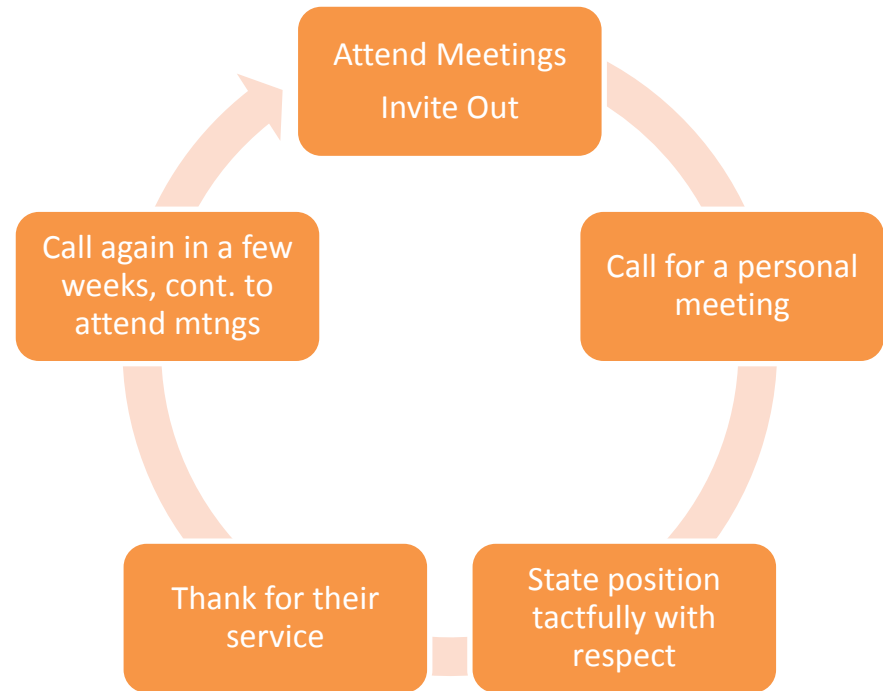 Attend Meetings
Invite Out
Call for a personal
meeting
State position
tactfully with
respect
Thank for their
service
Call again in a few
weeks, cont. to
attend mtngs